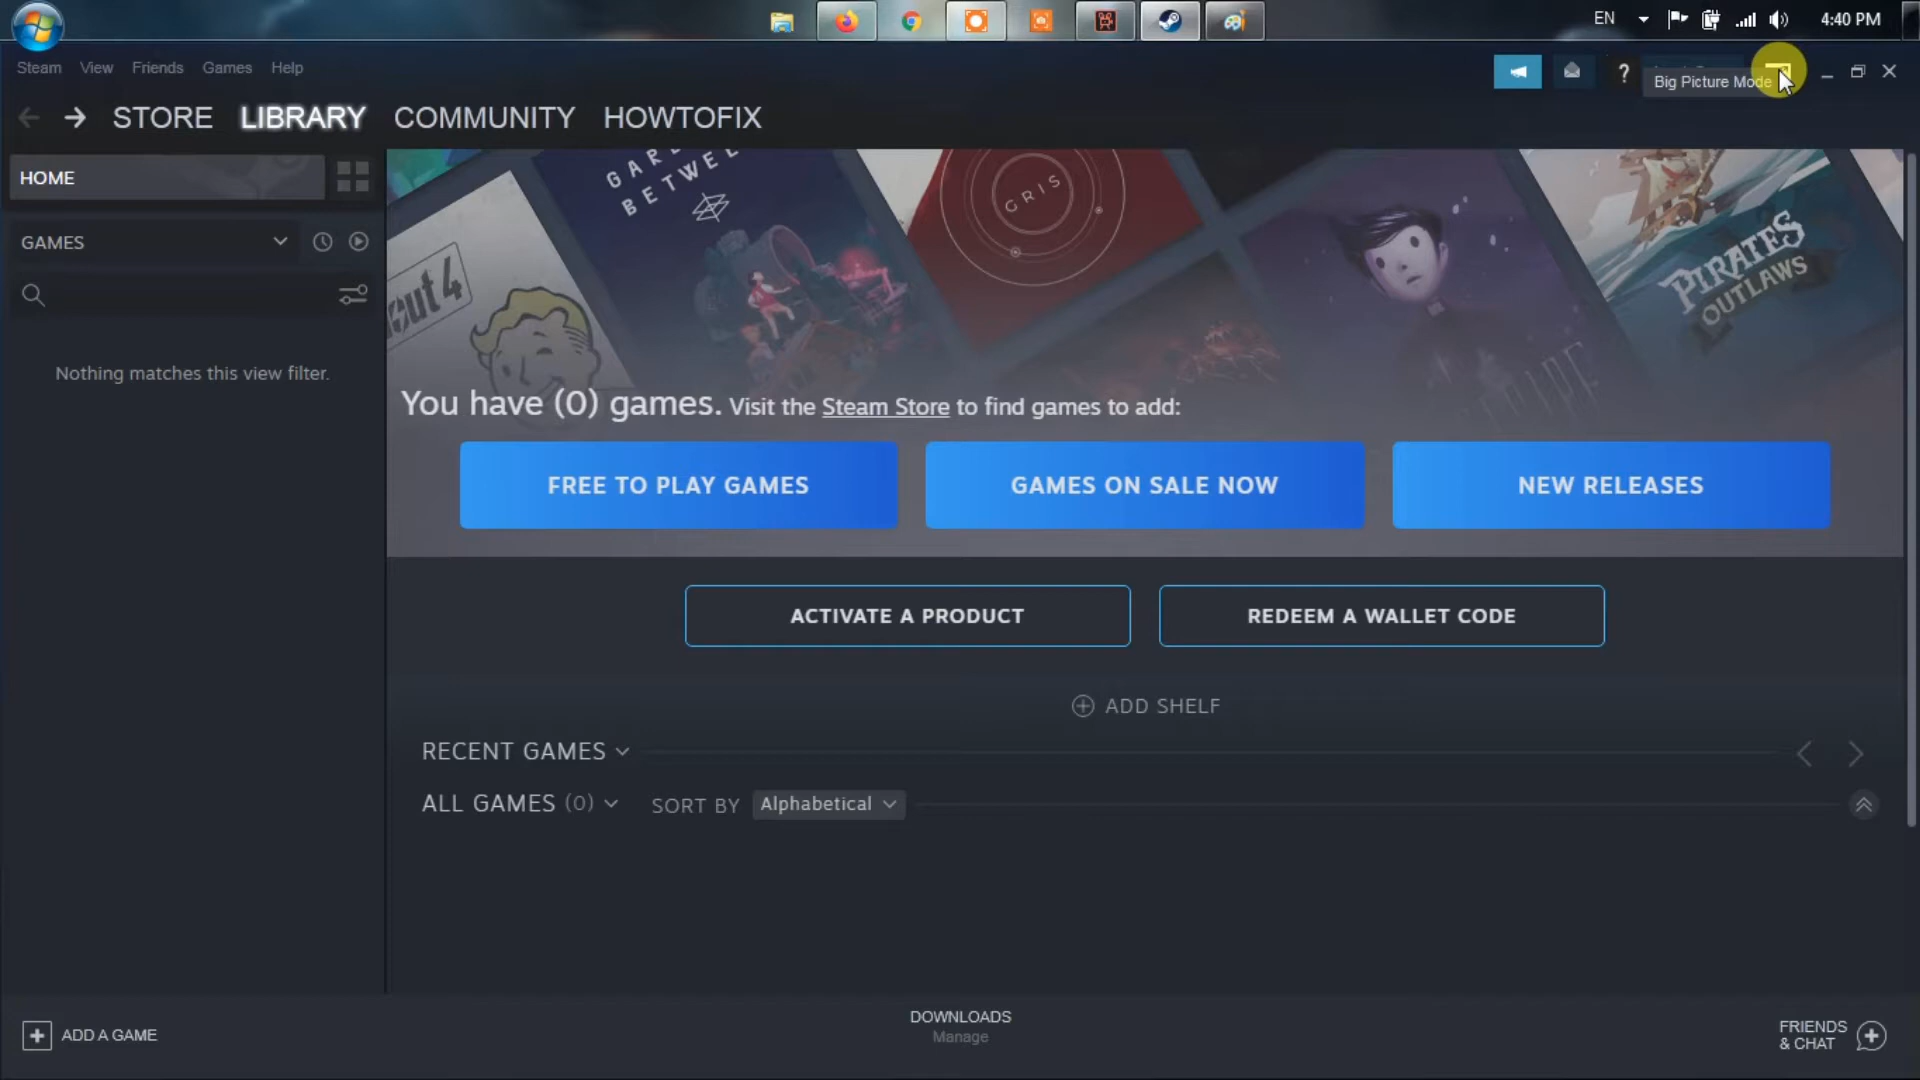 EN
4:40 PM
Steam View Friends Games Help
?
Big Picture Mode
STORE LIBRARY COMMUNITY HOWTOFIX
HOME
GAMES
Nothing matches this view filter.
GRIS
PIRATES
OUTLAWS
You have (0) games. Visit the Steam Store to find games to add:
FREE TO PLAY GAMES
GAMES ON SALE NOW
NEW RELEASES
ACTIVATE A PRODUCT
REDEEM A WALLET CODE
ADD SHELF
RECENT GAMES
ALL GAMES (0) SORT BY Alphabetical
ADD A GAME
DOWNLOADS
Manage
FRIENDS
& CHAT